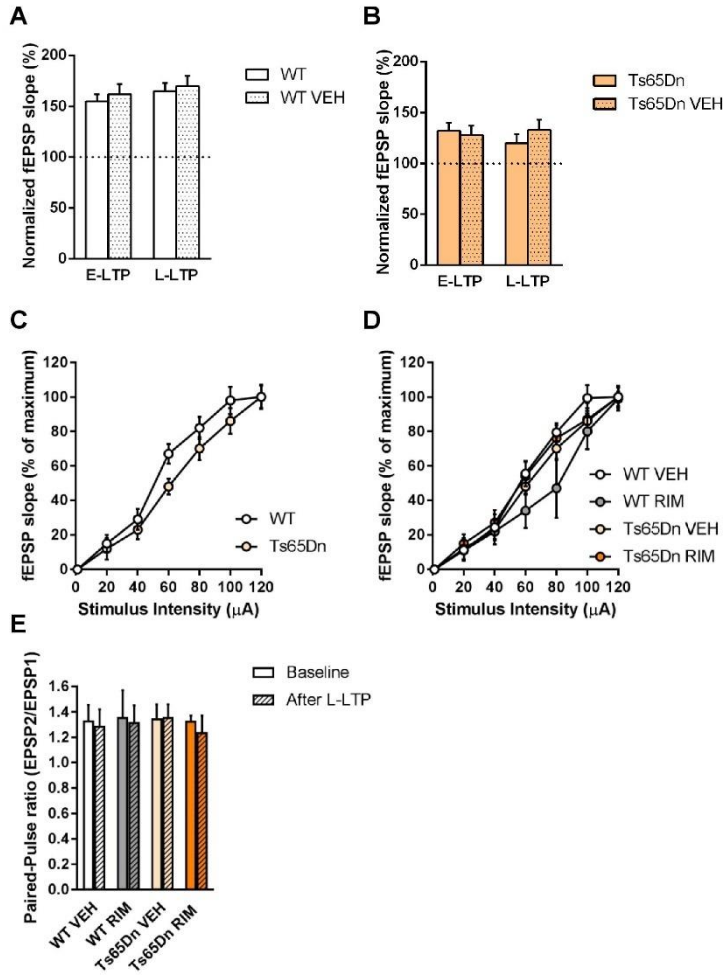 A
Normalized fEPSP slope (%)
200
150
100
50
0
E-LTP
L-LTP
WT
WT VEH
B
Normalized fEPSP slope (%)
200
150
100
50
0
E-LTP
L-LTP
Ts65Dn
Ts65Dn VEH
C
fEPSP slope (% of maximum)
120
100
80
60
40
20
0
0 20 40 60 80 100 120
Stimulus Intensity (μA)
WT
Ts65Dn
D
fEPSP slope (% of maximum)
120
100
80
60
40
20
0
0 20 40 60 80 100 120
Stimulus Intensity (μA)
WT VEH
WT RIM
Ts65Dn VEH
Ts65Dn RIM
E
Paired-Pulse ratio (EPSP2/EPSP1)
1.6
1.4
1.2
1.0
0.8
0.6
0.4
0.2
0.0
WT VEH
WT RIM
Ts65Dn VEH
Ts65Dn RIM
Baseline
After L-LTP